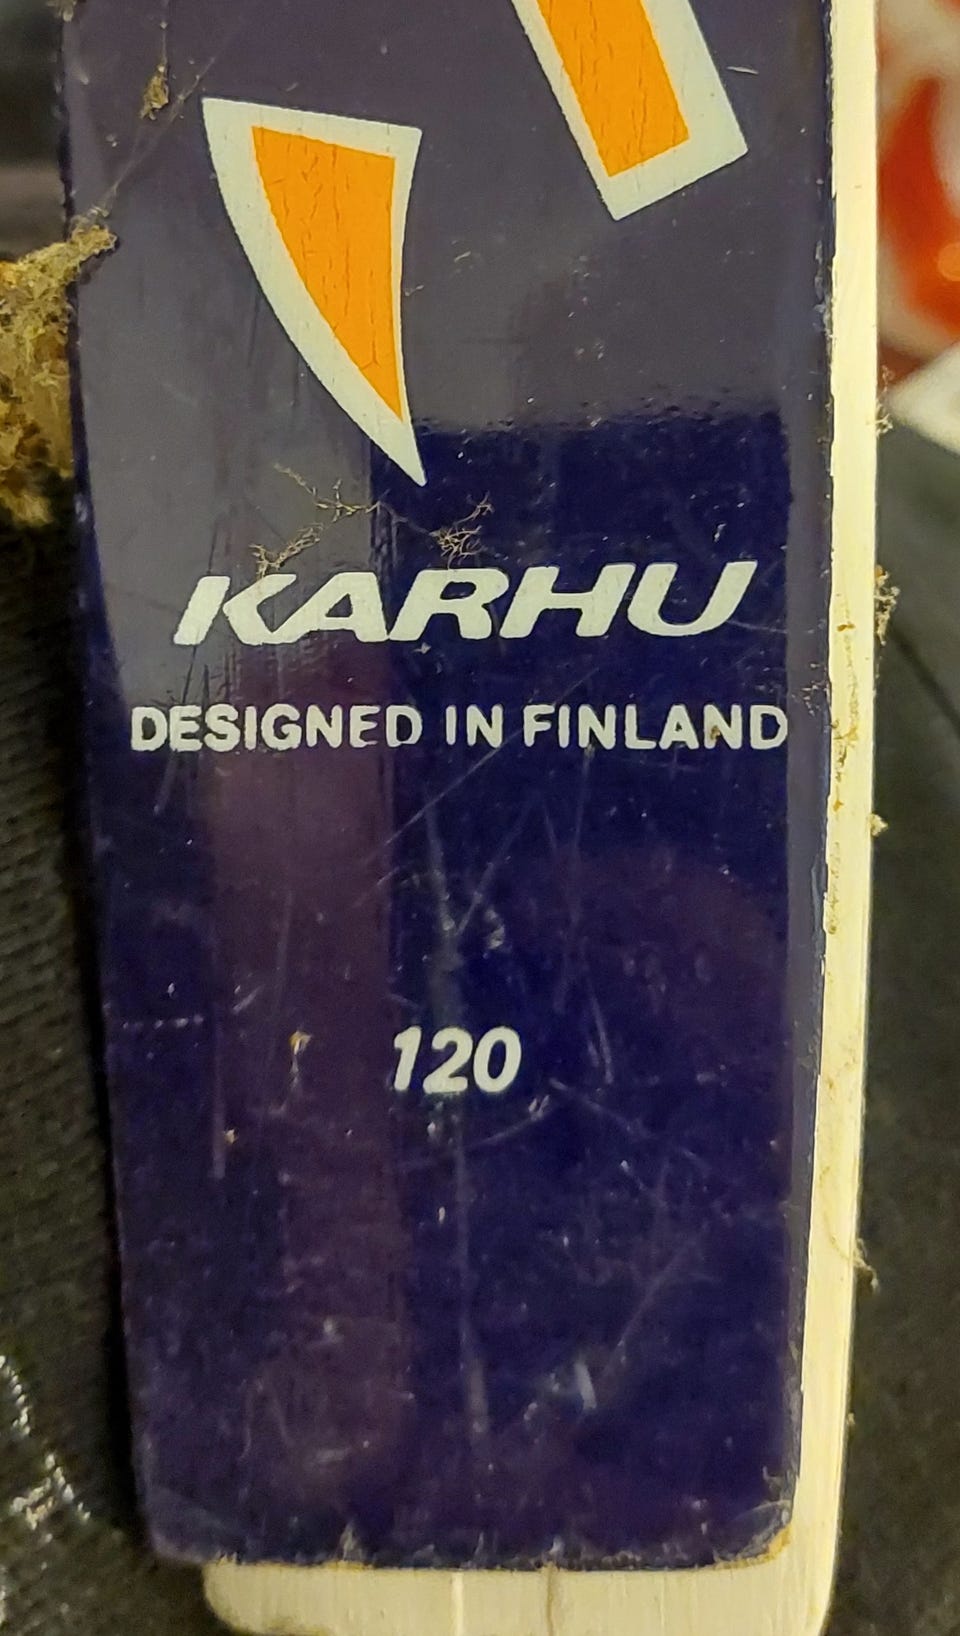 KARHU
DESIGNED IN FINLAND
120